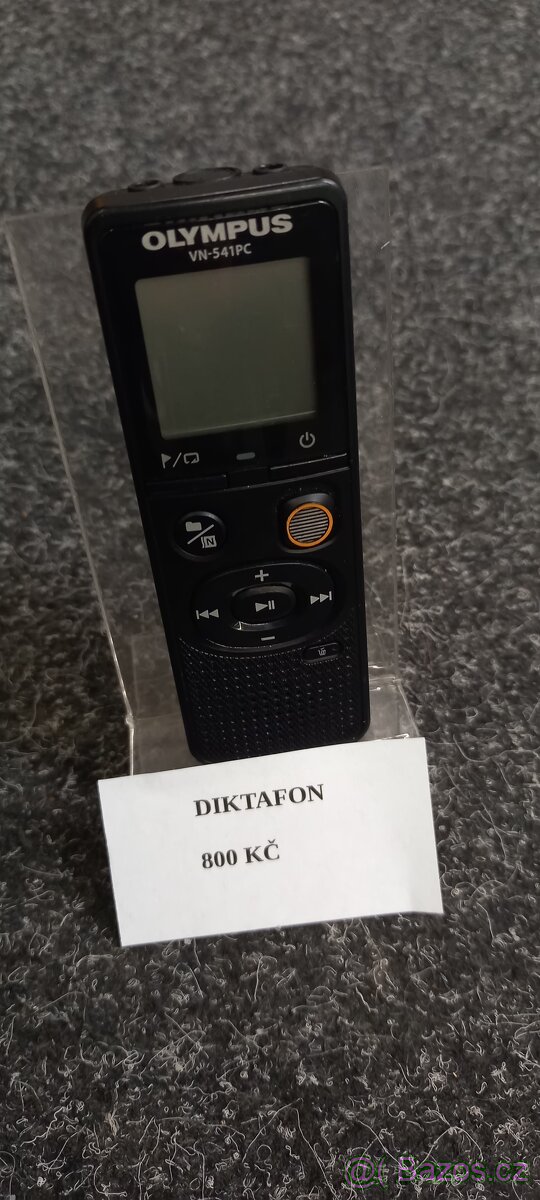 OLYMPUS
VN-541PC
DIKTAFON
800 KČ
Bazos.cz